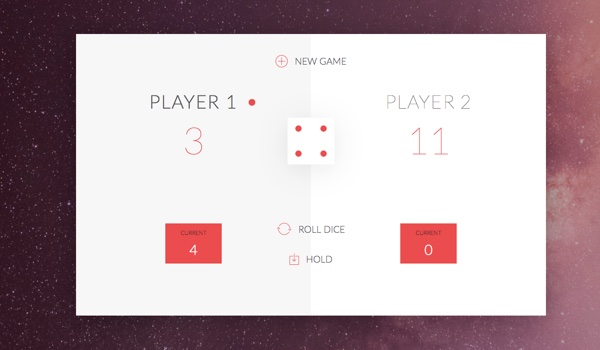 NEW GAME
PLAYER 1
PLAYER 2
3
11
CURRENT
4
ROLL DICE
HOLD
CURRENT
0